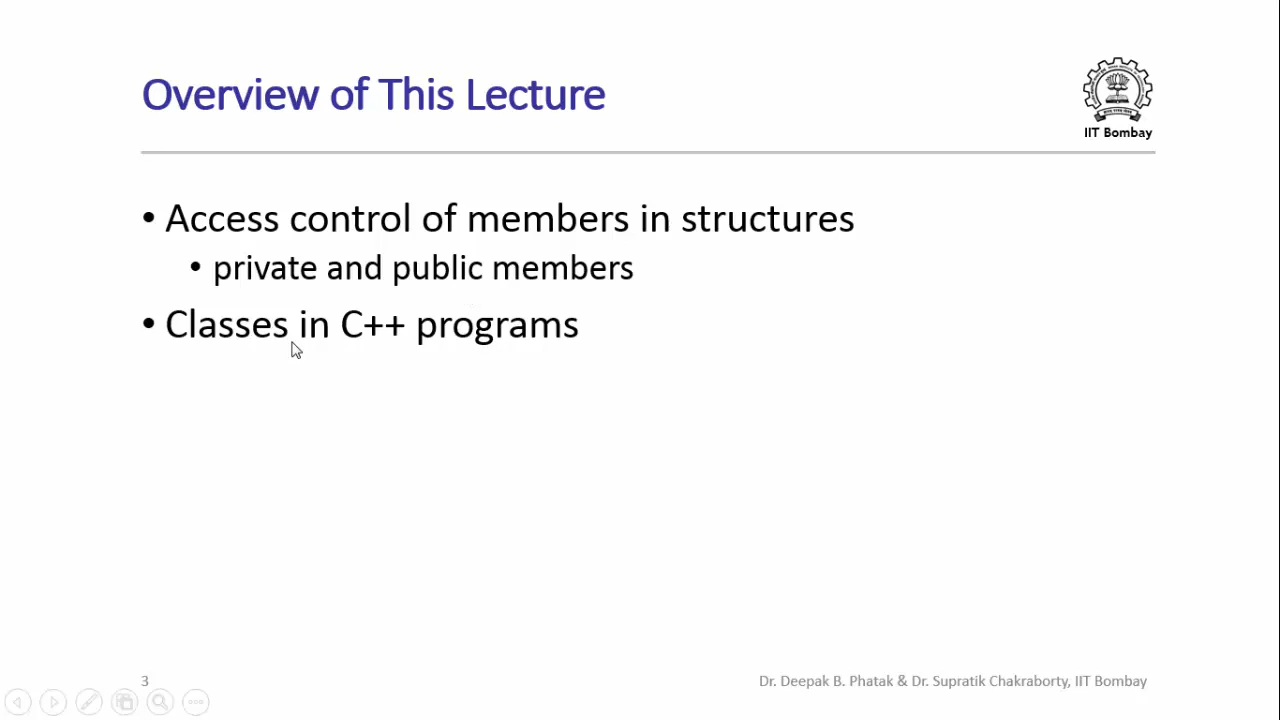 Overview of This Lecture
IIT Bombay
• Access control of members in structures
• private and public members
• Classes in C++ programs
3
Dr. Deepak B. Phatak & Dr. Supratik Chakraborty, IIT Bombay